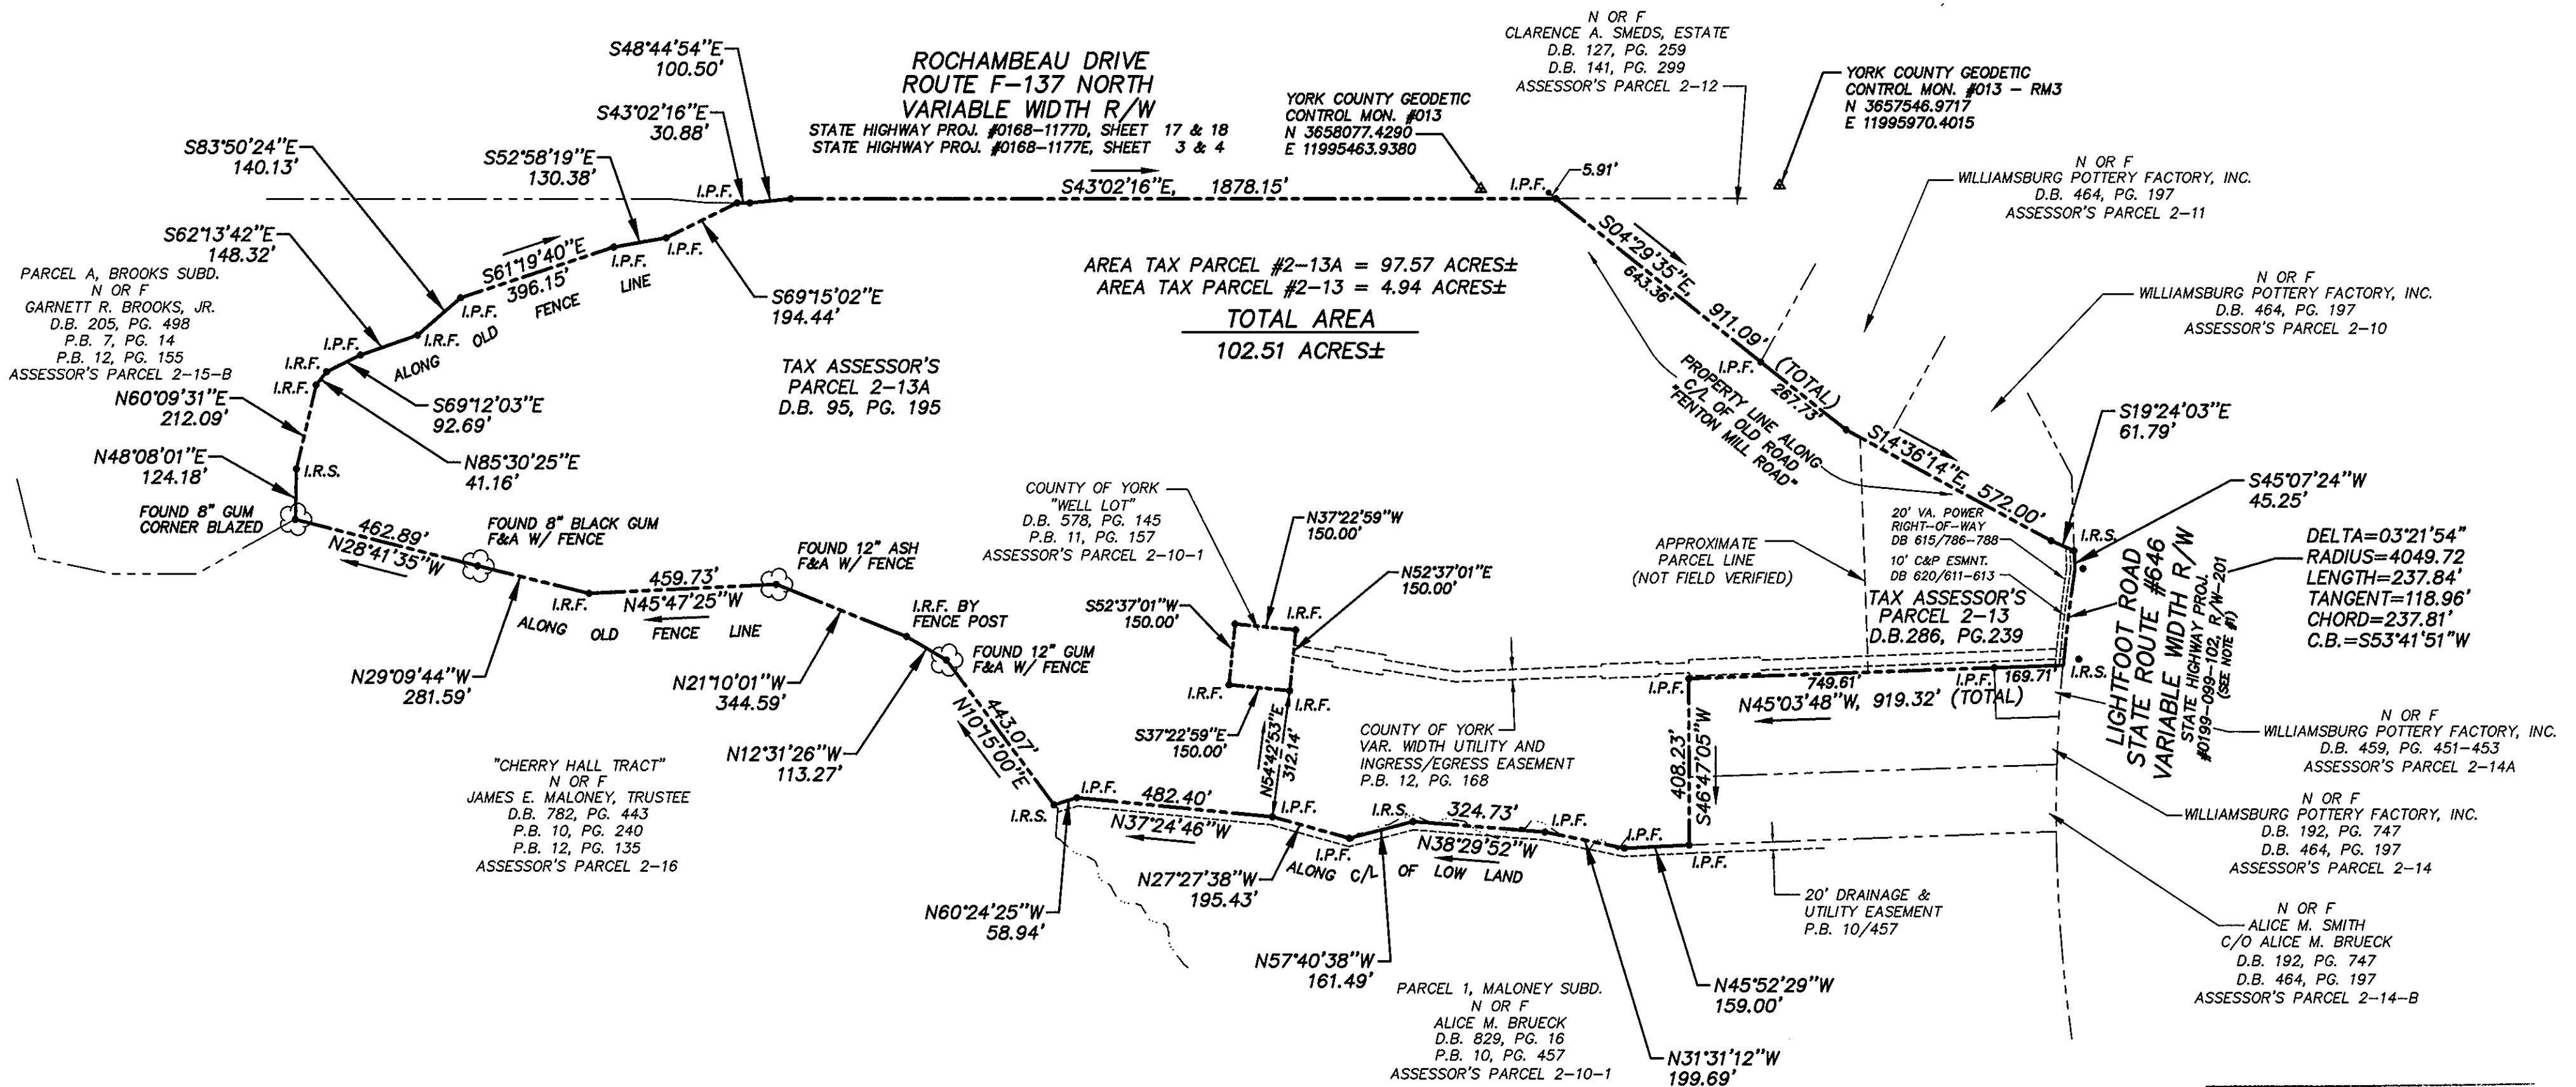 N OR F
CLARENCE A. SMEDS, ESTATE
D.B. 127, PG. 259
D.B. 141, PG. 299
ASSESSOR'S PARCEL 2-12
S48°44'54"E
100.50'
ROCHAMBEAU DRIVE
ROUTE F-137 NORTH
VARIABLE WIDTH R/W
STATE HIGHWAY PROJ. #0168-1177D, SHEET 17 & 18
STATE HIGHWAY PROJ. #0168-1177E, SHEET 3 & 4
YORK COUNTY GEODETIC
CONTROL MON. #013
N 3658077.4290
E 11995463.9380
YORK COUNTY GEODETIC
CONTROL MON. #013 - RM3
N 3657546.9717
E 11995970.4015
S43°02'16"E
30.88'
S83°50'24"E
140.13'
S52°58'19"E
130.38'
I.P.F.
S43°02'16"E, 1878.15'
I.P.F.
5.91'
N OR F
WILLIAMSBURG POTTERY FACTORY, INC.
D.B. 464, PG. 197
ASSESSOR'S PARCEL 2-11
S62°13'42"E
148.32'
S61°19'40"E
396.15'
I.P.F.
I.P.F.
I.P.F.
ALONG OLD FENCE LINE
S69°15'02"E
194.44'
AREA TAX PARCEL #2-13A = 97.57 ACRES±
AREA TAX PARCEL #2-13 = 4.94 ACRES±
TOTAL AREA
102.51 ACRES±
S04°29'35"E,
911.09'
(TOTAL)
643.36'
267.73'
I.P.F.
PROPERTY LINE ALONG
C/L OF OLD ROAD
"FENTON MILL ROAD"
N OR F
WILLIAMSBURG POTTERY FACTORY, INC.
D.B. 464, PG. 197
ASSESSOR'S PARCEL 2-10
PARCEL A, BROOKS SUBD.
N OR F
GARNETT R. BROOKS, JR.
D.B. 205, PG. 498
P.B. 7, PG. 14
P.B. 12, PG. 155
ASSESSOR'S PARCEL 2-15-B
I.R.F.
I.P.F.
I.R.F.
I.R.F.
TAX ASSESSOR'S
PARCEL 2-13A
D.B. 95, PG. 195
N60°09'31"E
212.09'
S69°12'03"E
92.69'
N48°08'01"E
124.18'
I.R.S.
N85°30'25"E
41.16'
S14°36'14"E, 572.00'
S19°24'03"E
61.79'
S45°07'24"W
45.25'
I.R.S.
FOUND 8" GUM
CORNER BLAZED
462.89'
N28°41'35"W
FOUND 8" BLACK GUM
F&A W/ FENCE
FOUND 12" ASH
F&A W/ FENCE
COUNTY OF YORK
"WELL LOT"
D.B. 578, PG. 145
P.B. 11, PG. 157
ASSESSOR'S PARCEL 2-10-1
N37°22'59"W
150.00'
N52°37'01"E
150.00'
S52°37'01"W
150.00'
I.R.F.
APPROXIMATE
PARCEL LINE
(NOT FIELD VERIFIED)
20' VA. POWER
RIGHT-OF-WAY
DB 615/786-788
10' C&P ESMNT.
DB 620/611-613
TAX ASSESSOR'S
PARCEL 2-13
D.B.286, PG.239
DELTA=03°21'54"
RADIUS=4049.72
LENGTH=237.84'
TANGENT=118.96'
CHORD=237.81'
C.B.=S53°41'51"W
LIGHTFOOT ROAD
STATE ROUTE #646
VARIABLE WIDTH R/W
STATE HIGHWAY PROJ.
#0199-099-102, R/W-201
(SEE NOTE #1)
I.R.F.
459.73'
N45°47'25"W
ALONG OLD FENCE LINE
I.R.F. BY
FENCE POST
FOUND 12" GUM
F&A W/ FENCE
N29°09'44"W
281.59'
N21°10'01"W
344.59'
N12°31'26"W
113.27'
443.07'
N10°15'00"E
I.R.F.
I.R.F.
S37°22'59"E
150.00'
N54°42'53"E
312.14'
I.P.F.
749.61'
I.P.F.
169.71'
I.R.S.
N45°03'48"W, 919.32' (TOTAL)
408.23'
S46°47'05"W
COUNTY OF YORK
VAR. WIDTH UTILITY AND
INGRESS/EGRESS EASEMENT
P.B. 12, PG. 168
N OR F
WILLIAMSBURG POTTERY FACTORY, INC.
D.B. 459, PG. 451-453
ASSESSOR'S PARCEL 2-14A
"CHERRY HALL TRACT"
N OR F
JAMES E. MALONEY, TRUSTEE
D.B. 782, PG. 443
P.B. 10, PG. 240
P.B. 12, PG. 135
ASSESSOR'S PARCEL 2-16
I.R.S.
I.P.F.
482.40'
N37°24'46"W
I.P.F.
I.P.F.
I.R.S.
324.73'
N38°29'52"W
I.P.F.
I.P.F.
I.P.F.
ALONG C/L OF LOW LAND
N OR F
WILLIAMSBURG POTTERY FACTORY, INC.
D.B. 192, PG. 747
D.B. 464, PG. 197
ASSESSOR'S PARCEL 2-14
N27°27'38"W
195.43'
N60°24'25"W
58.94'
20' DRAINAGE &
UTILITY EASEMENT
P.B. 10/457
N OR F
ALICE M. SMITH
C/O ALICE M. BRUECK
D.B. 192, PG. 747
D.B. 464, PG. 197
ASSESSOR'S PARCEL 2-14-B
N57°40'38"W
161.49'
PARCEL 1, MALONEY SUBD.
N OR F
ALICE M. BRUECK
D.B. 829, PG. 16
P.B. 10, PG. 457
ASSESSOR'S PARCEL 2-10-1
N45°52'29"W
159.00'
N31°31'12"W
199.69'